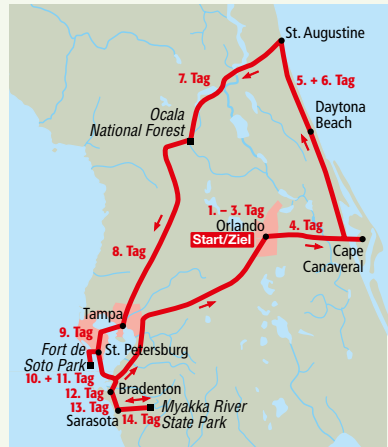 St. Augustine
7. Tag
5. + 6. Tag
Daytona
Beach
Ocala
National Forest
1. – 3. Tag
Orlando
Start/Ziel
4. Tag
Cape
Canaveral
8. Tag
Tampa
9. Tag
Fort de
Soto Park
St. Petersburg
10. + 11. Tag
12. Tag
Bradenton
13. Tag
Sarasota
14. Tag
Myakka River
State Park